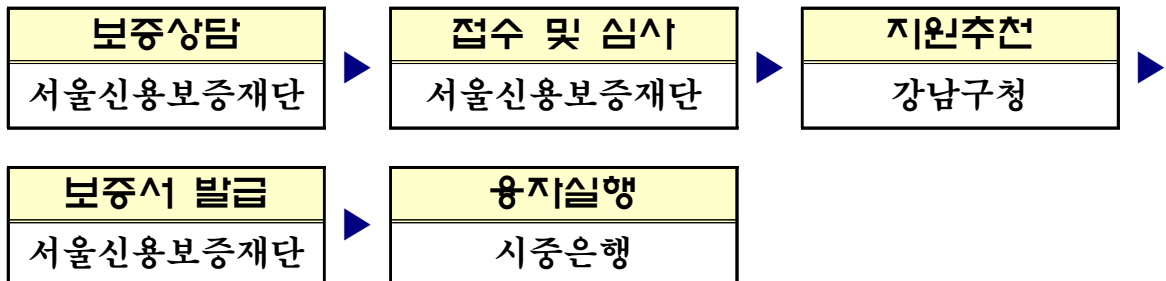 보증상담
서울신용보증재단
▶
접수 및 심사
서울신용보증재단
▶
지원추천
강남구청
▶
보증서 발급
서울신용보증재단
▶
융자실행
시중은행